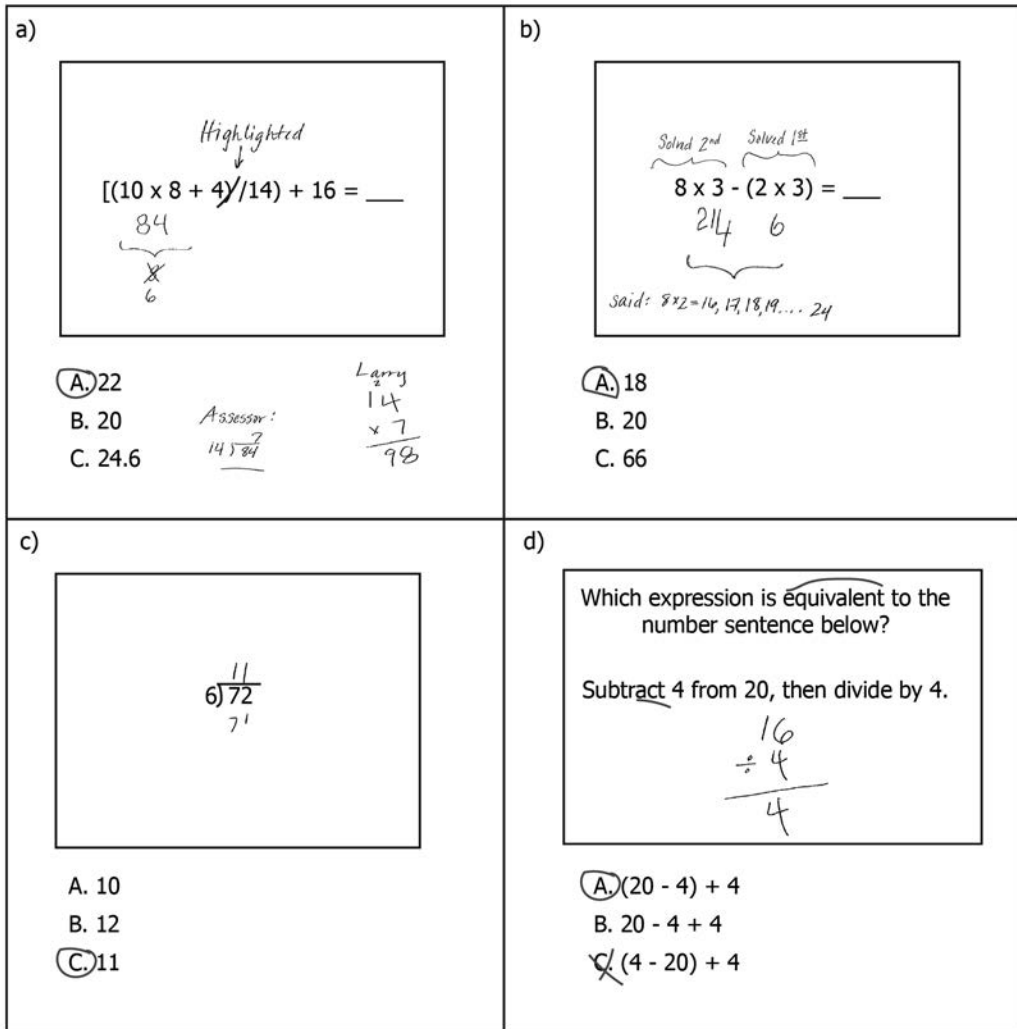 a)
Highlighted
[(10 x 8 + 4)/14) + 16 = ___
84
8
6
A. 22
B. 20
C. 24.6
Assessor:
7
14)84
Larry
2
14
x 7
98
b)
Solved 2nd Solved 1st
8 x 3 - (2 x 3) = ___
24 6
said: 8x2=16, 17, 18, 19.... 24
A. 18
B. 20
C. 66
c)
11
6)72
71
A. 10
B. 12
C. 11
d)
Which expression is equivalent to the
number sentence below?
Subtract 4 from 20, then divide by 4.
16
÷ 4
4
A. (20 - 4) + 4
B. 20 - 4 + 4
C. (4 - 20) + 4